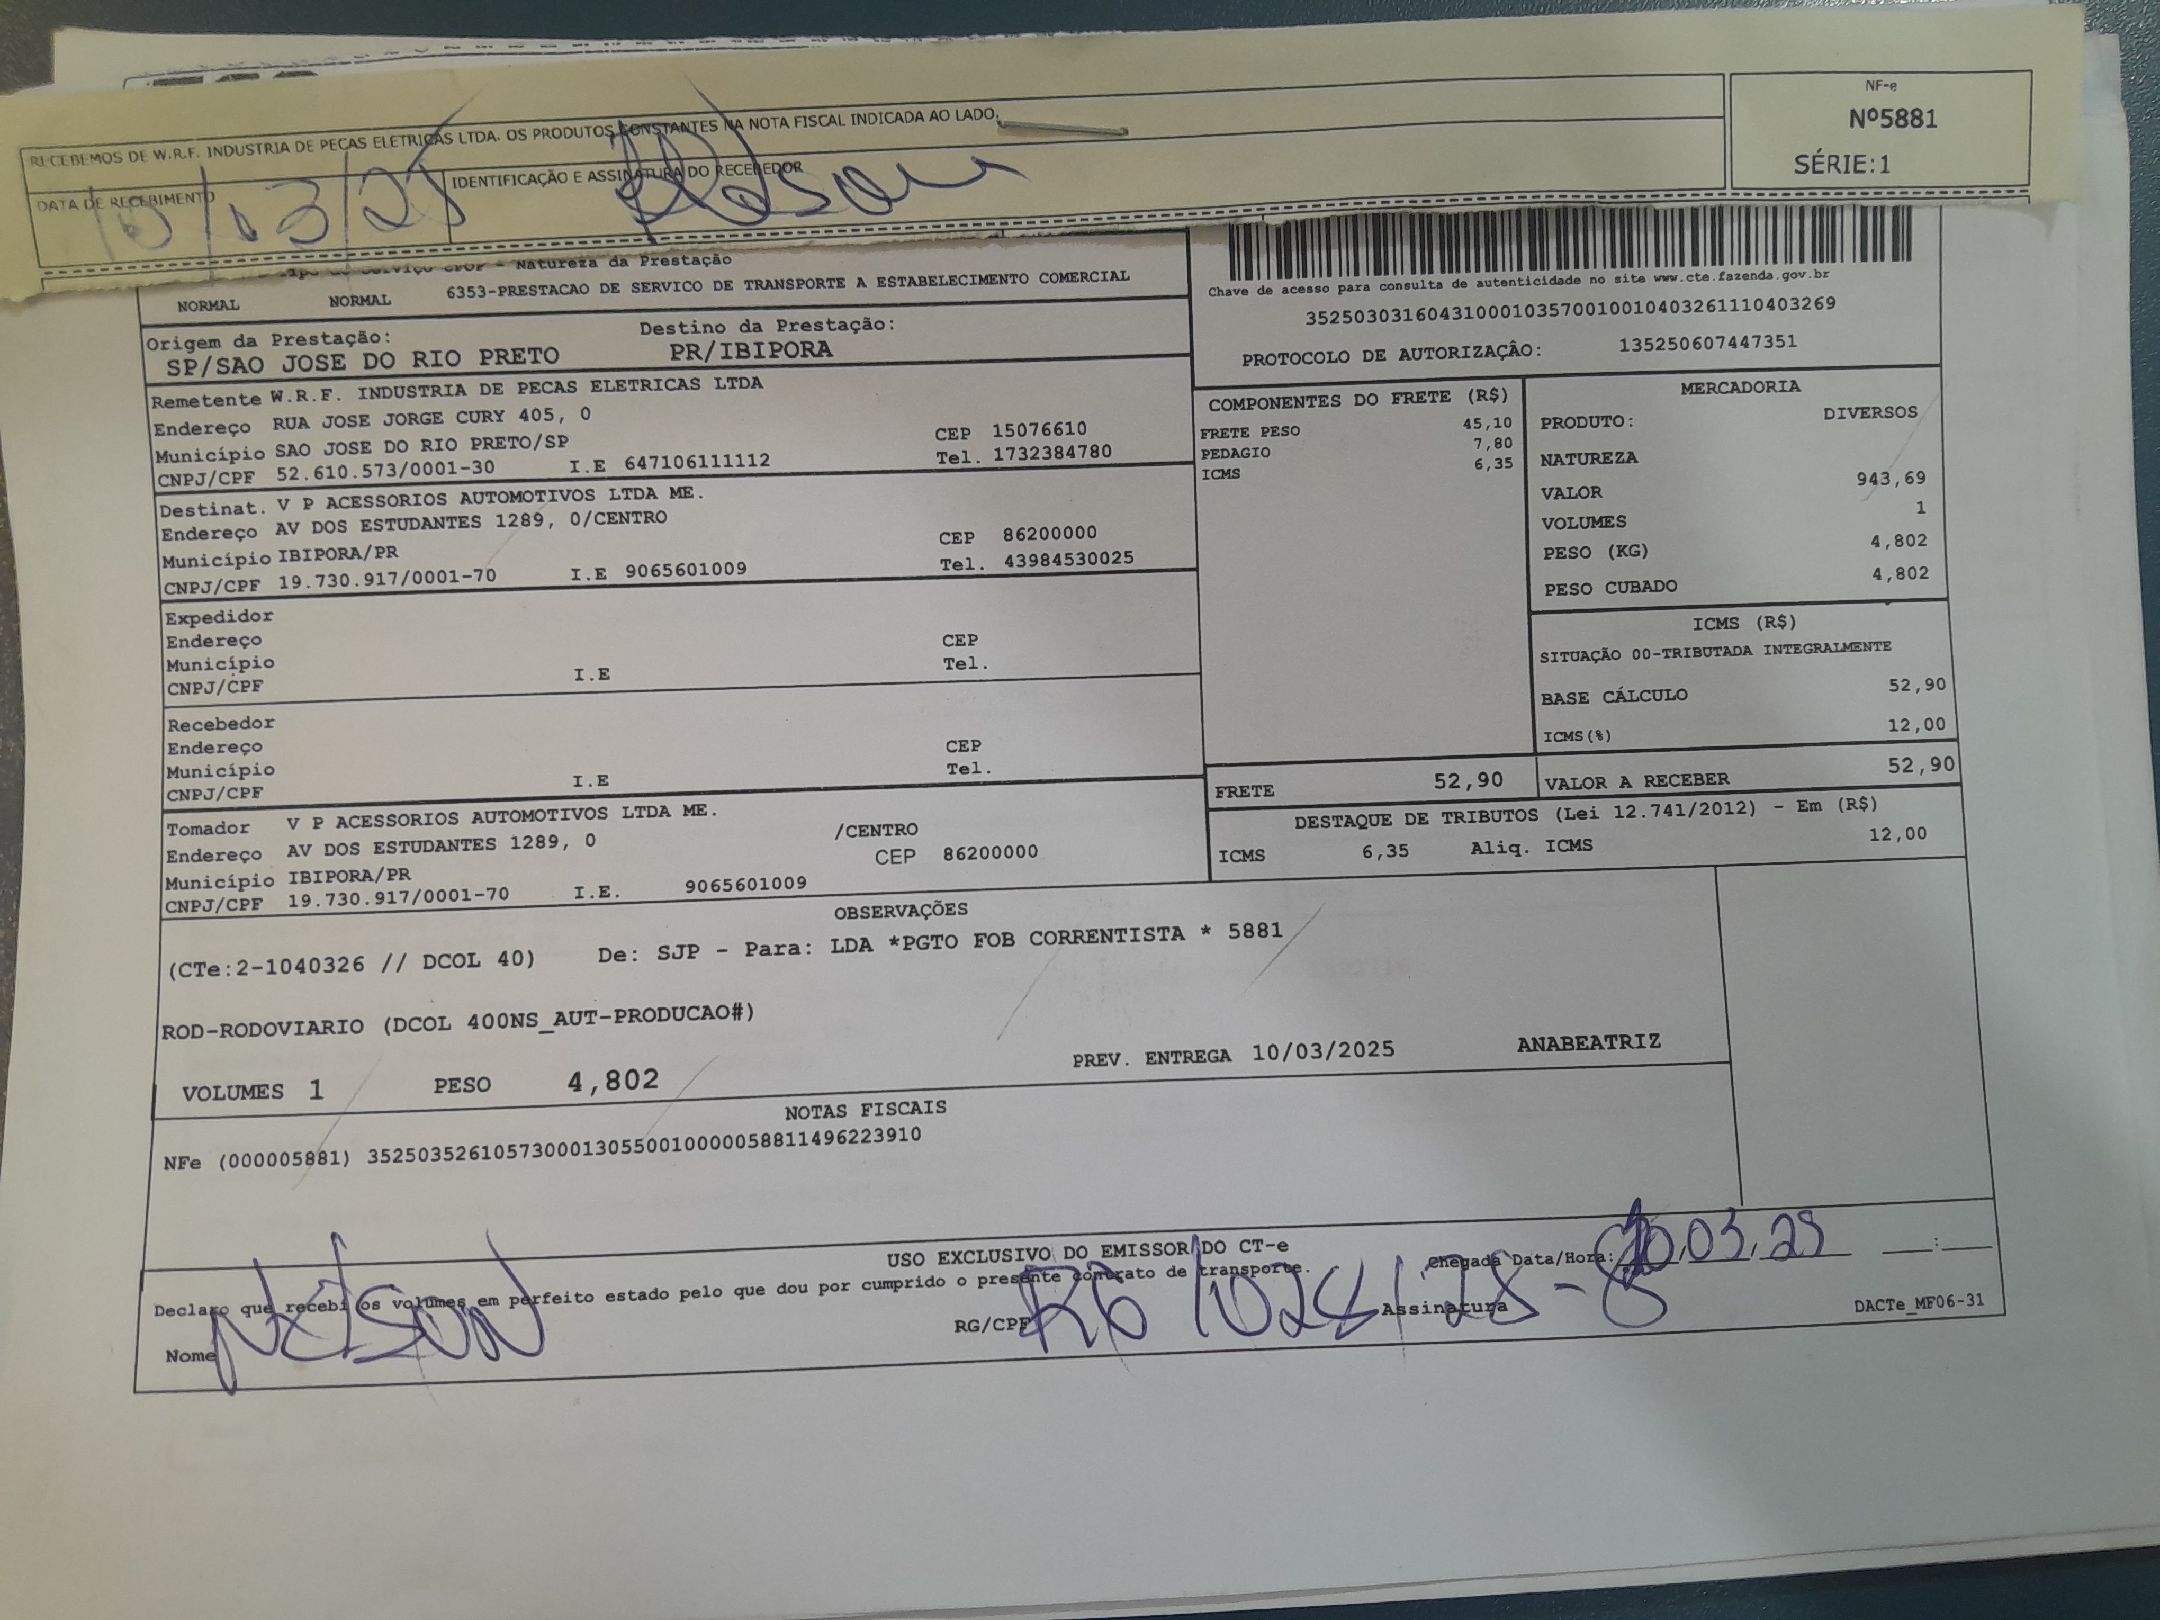 RECEBEMOS DE W.R.F. INDUSTRIA DE PECAS ELETRICAS LTDA. OS PRODUTOS CONSTANTES NA NOTA FISCAL INDICADA AO LADO.
NF-e
Nº5881
SÉRIE:1
DATA DE RECEBIMENTO
IDENTIFICAÇÃO E ASSINATURA DO RECEBEDOR
10/03/25
CFOP - Natureza da Prestação
NORMAL NORMAL 6353-PRESTACAO DE SERVICO DE TRANSPORTE A ESTABELECIMENTO COMERCIAL
Chave de acesso para consulta de autenticidade no site www.cte.fazenda.gov.br
35250303160431000103570010010403261110403269
PROTOCOLO DE AUTORIZAÇÂO: 135250607447351
Origem da Prestação: Destino da Prestação:
SP/SAO JOSE DO RIO PRETO PR/IBIPORA
Remetente W.R.F. INDUSTRIA DE PECAS ELETRICAS LTDA
Endereço RUA JOSE JORGE CURY 405, 0
Município SAO JOSE DO RIO PRETO/SP CEP 15076610
CNPJ/CPF 52.610.573/0001-30 I.E 647106111112 Tel. 1732384780
Destinat. V P ACESSORIOS AUTOMOTIVOS LTDA ME.
Endereço AV DOS ESTUDANTES 1289, 0/CENTRO
Município IBIPORA/PR CEP 86200000
CNPJ/CPF 19.730.917/0001-70 I.E 9065601009 Tel. 43984530025
Expedidor
Endereço
Município CEP
CNPJ/CPF I.E Tel.
Recebedor
Endereço
Município CEP
CNPJ/CPF I.E Tel.
Tomador V P ACESSORIOS AUTOMOTIVOS LTDA ME.
Endereço AV DOS ESTUDANTES 1289, 0 /CENTRO
Município IBIPORA/PR CEP 86200000
CNPJ/CPF 19.730.917/0001-70 I.E. 9065601009
COMPONENTES DO FRETE (R$)
FRETE PESO 45,10
PEDAGIO 7,80
ICMS 6,35
MERCADORIA
PRODUTO: DIVERSOS
NATUREZA
VALOR 943,69
VOLUMES 1
PESO (KG) 4,802
PESO CUBADO 4,802
ICMS (R$)
SITUAÇÃO 00-TRIBUTADA INTEGRALMENTE
BASE CÁLCULO 52,90
ICMS(%) 12,00
FRETE 52,90 VALOR A RECEBER 52,90
DESTAQUE DE TRIBUTOS (Lei 12.741/2012) - Em (R$)
ICMS 6,35 Aliq. ICMS 12,00
OBSERVAÇÕES
(CTe:2-1040326 // DCOL 40) De: SJP - Para: LDA *PGTO FOB CORRENTISTA * 5881
ROD-RODOVIARIO (DCOL 400NS_AUT-PRODUCAO#)
VOLUMES 1 PESO 4,802 PREV. ENTREGA 10/03/2025 ANABEATRIZ
NOTAS FISCAIS
NFe (000005881) 35250352610573000130550010000058811496223910
USO EXCLUSIVO DO EMISSOR DO CT-e
Declaro que recebi os volumes em perfeito estado pelo que dou por cumprido o presente contrato de transporte.
Chegada Data/Hora: 10.03.25 __:__
Nome NELSON RG/CPF Assinatura
DACTe_MF06-31